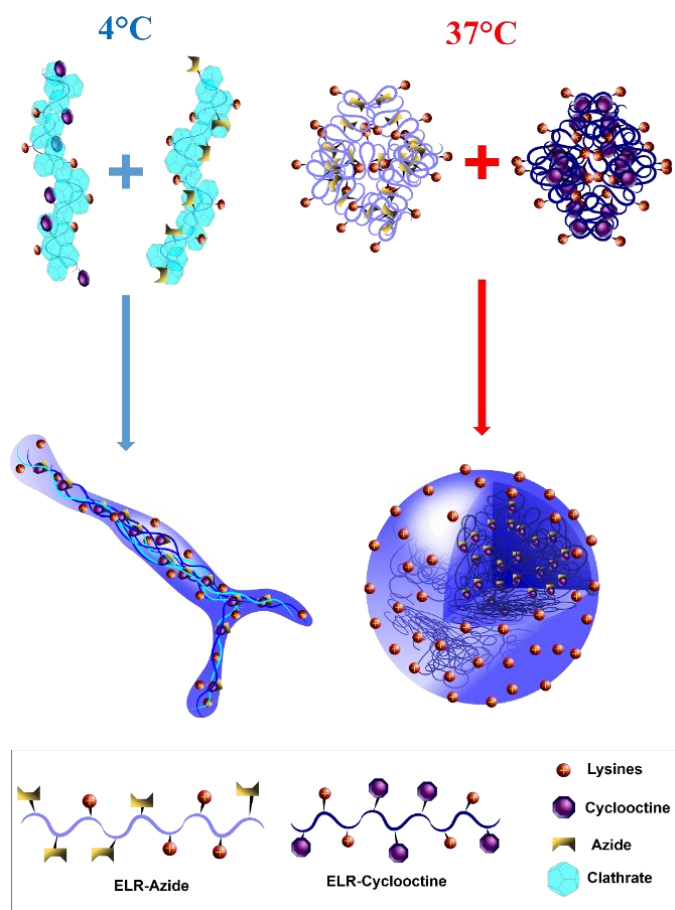 4°C
37°C
Lysines
Cyclooctine
Azide
Clathrate
ELR-Azide
ELR-Cyclooctine